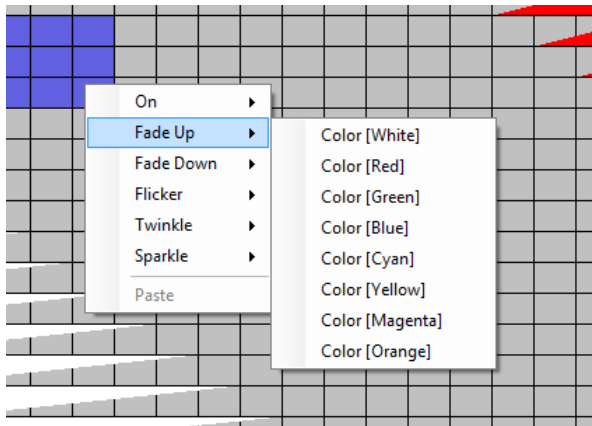 On
Fade Up
Fade Down
Flicker
Twinkle
Sparkle
Paste
Color [White]
Color [Red]
Color [Green]
Color [Blue]
Color [Cyan]
Color [Yellow]
Color [Magenta]
Color [Orange]